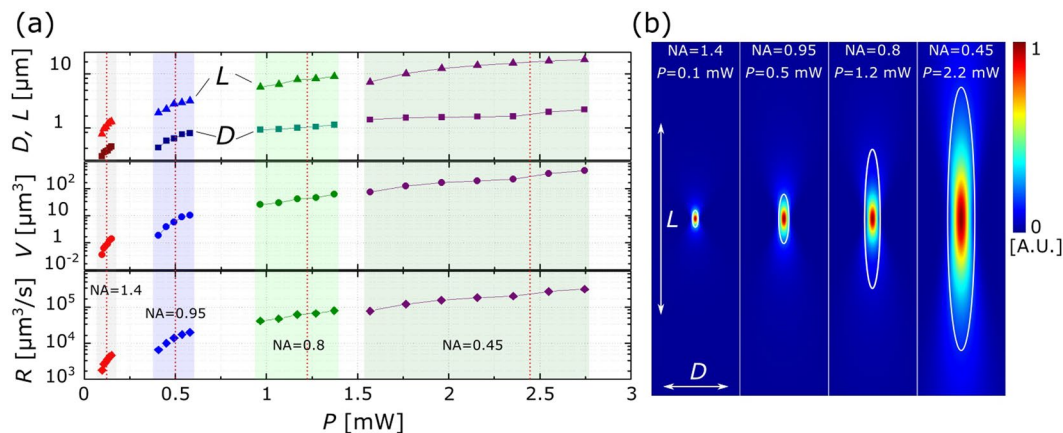 (a)
D, L [µm]
10
1
L
D
V [µm³]
10²
1
10⁻²
R [µm³/s]
10⁵
10⁴
10³
NA=1.4
NA=0.95
NA=0.8
NA=0.45
0
0.5
1
1.5
2
2.5
3
P [mW]
(b)
NA=1.4 NA=0.95 NA=0.8 NA=0.45
P=0.1 mW P=0.5 mW P=1.2 mW P=2.2 mW
L
D
1
0
[A.U.]